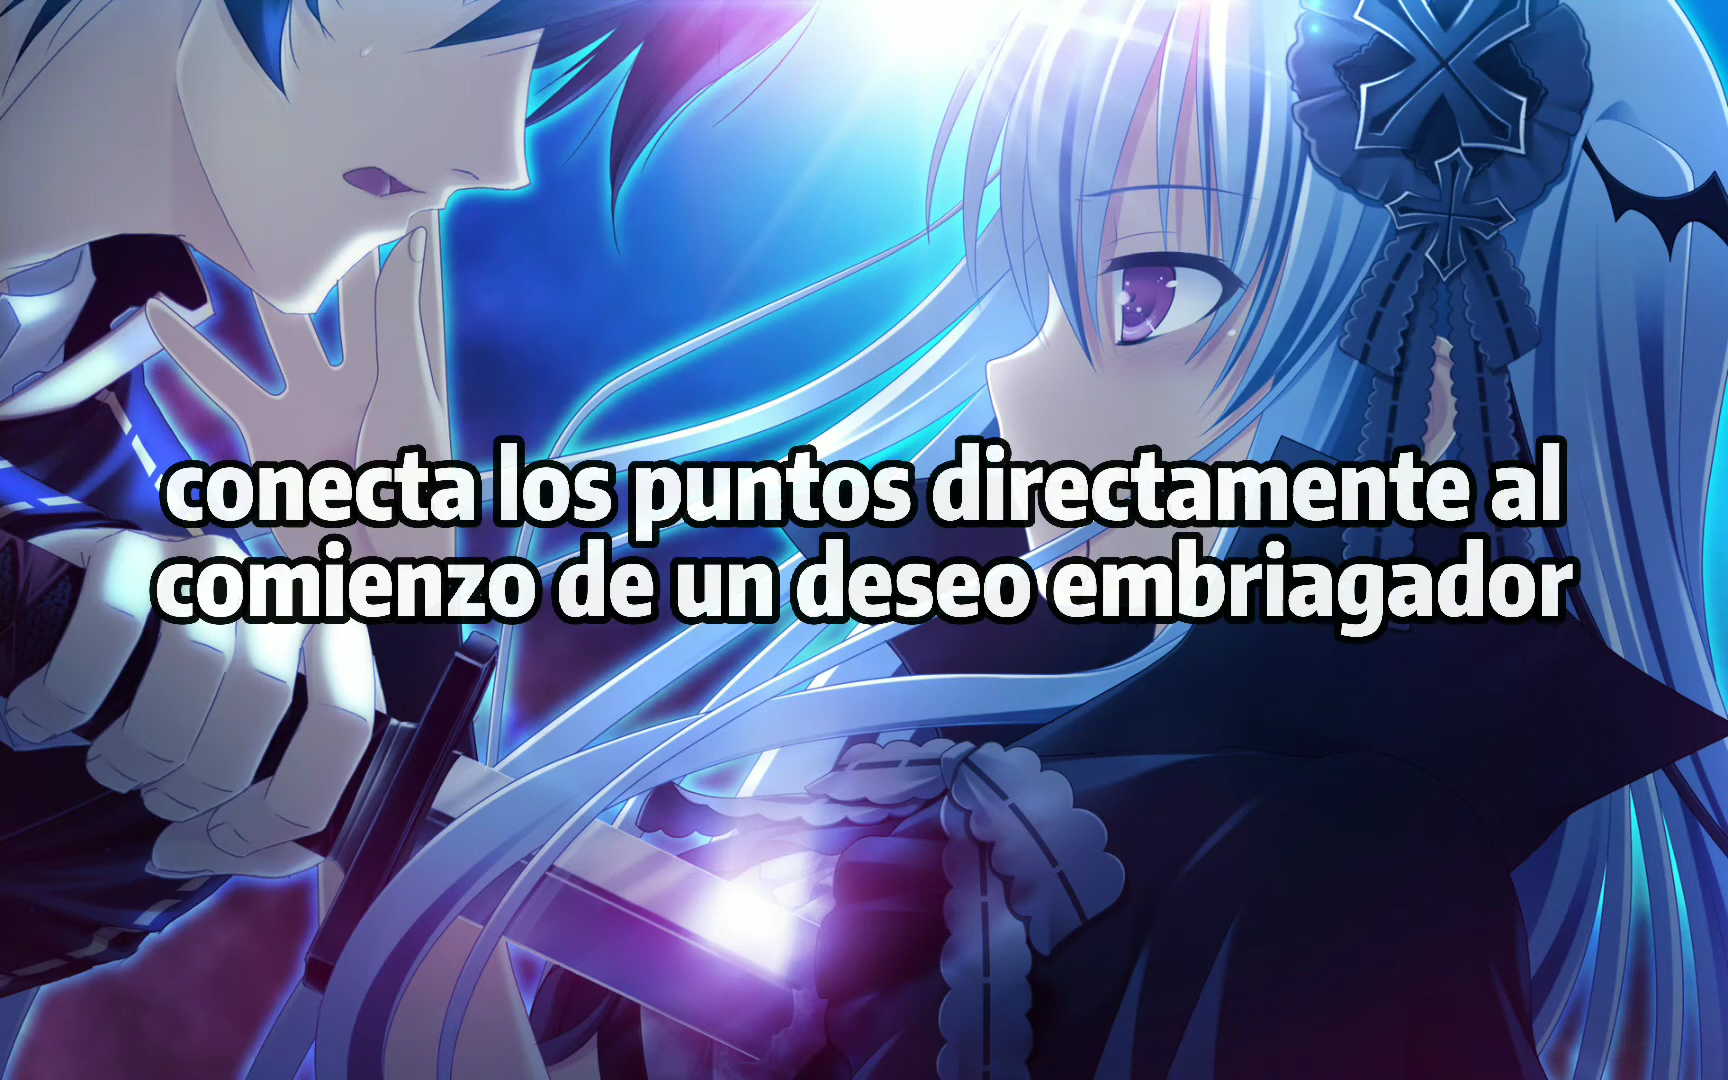 conecta los puntos directamente al
comienzo de un deseo embriagador